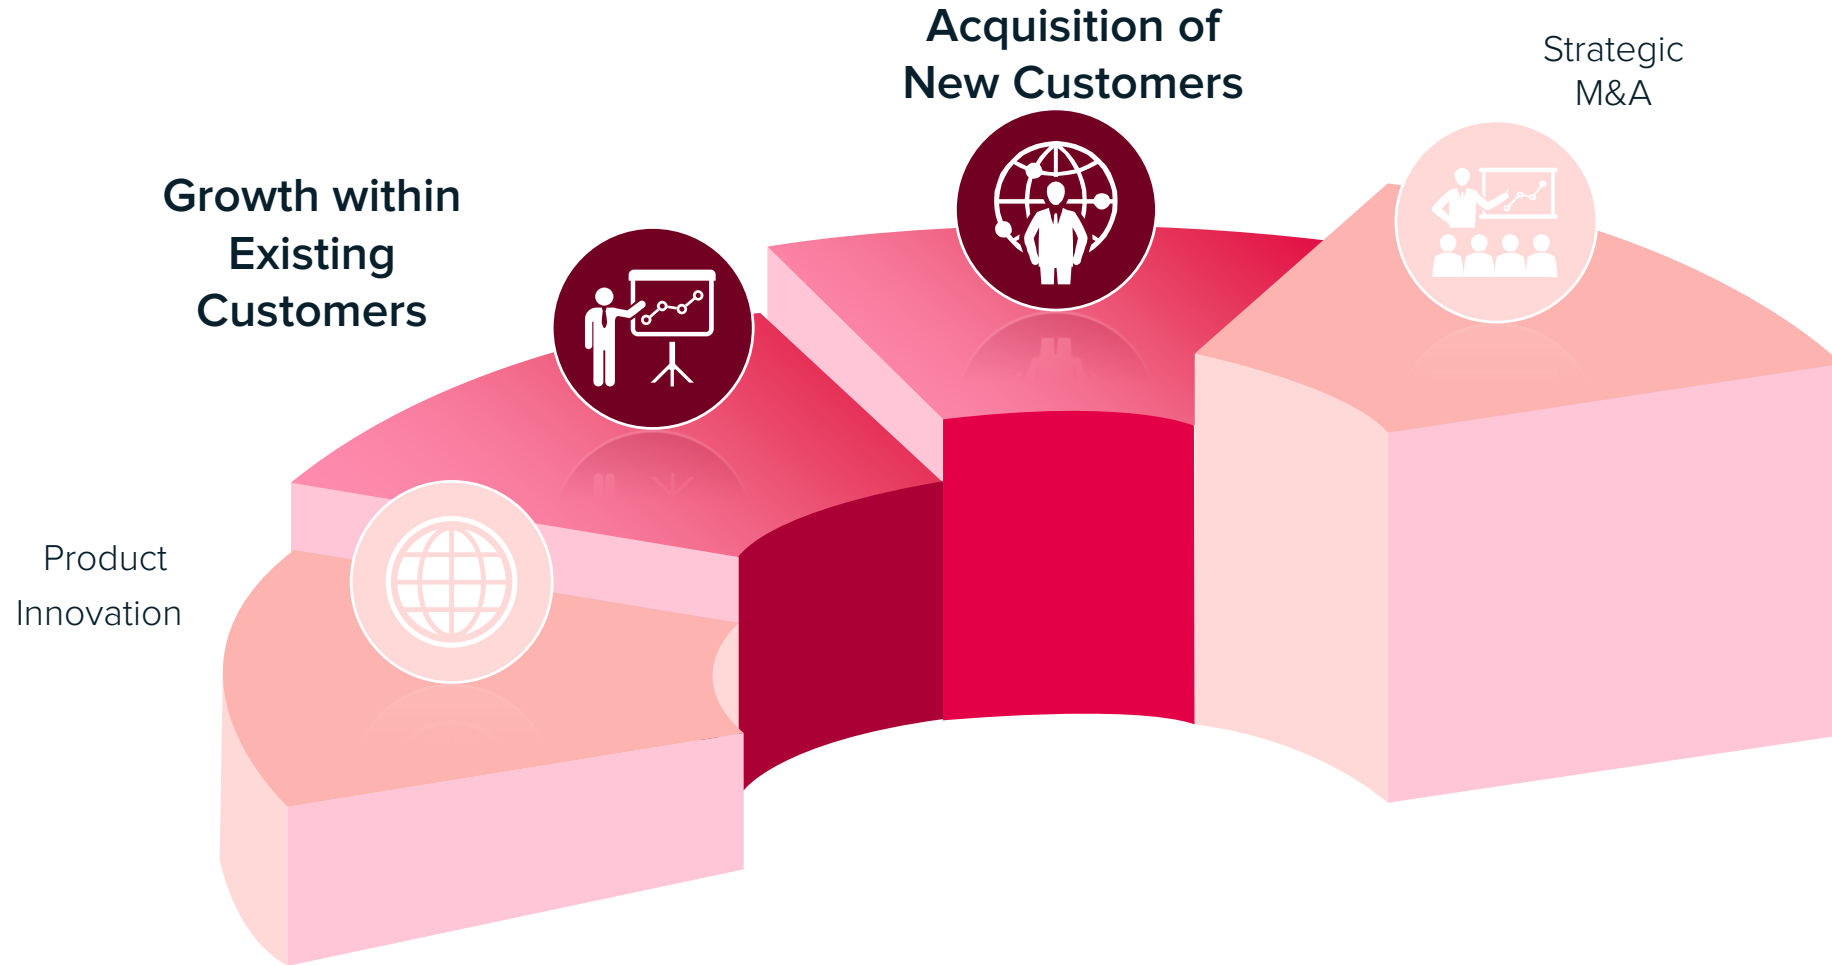 Acquisition of
New Customers
Strategic
M&A
Growth within
Existing
Customers
Product
Innovation